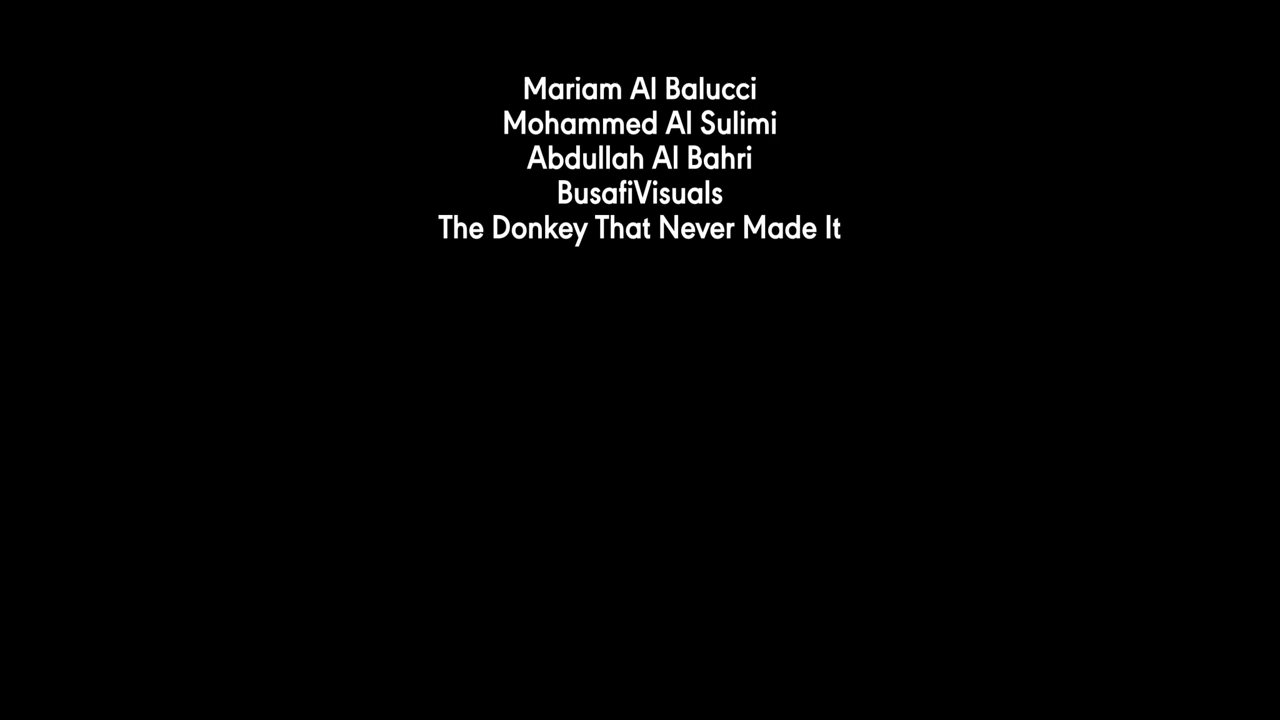 Mariam Al Balucci
Mohammed Al Sulimi
Abdullah Al Bahri
BusafiVisuals
The Donkey That Never Made It